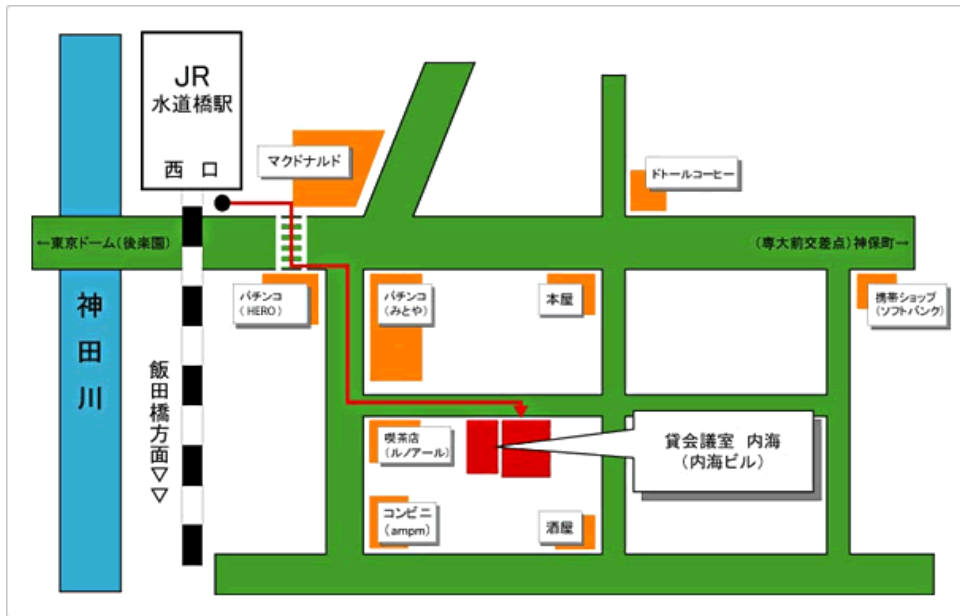 JR
水道橋駅
西 口
マクドナルド
ドトールコーヒー
←東京ドーム(後楽園)
(専大前交差点)神保町→
パチンコ
(HERO)
パチンコ
(みとや)
本屋
携帯ショップ
(ソフトバンク)
神田川
飯田橋方面▽▽
喫茶店
(ルノアール)
貸会議室 内海
(内海ビル)
コンビニ
(ampm)
酒屋